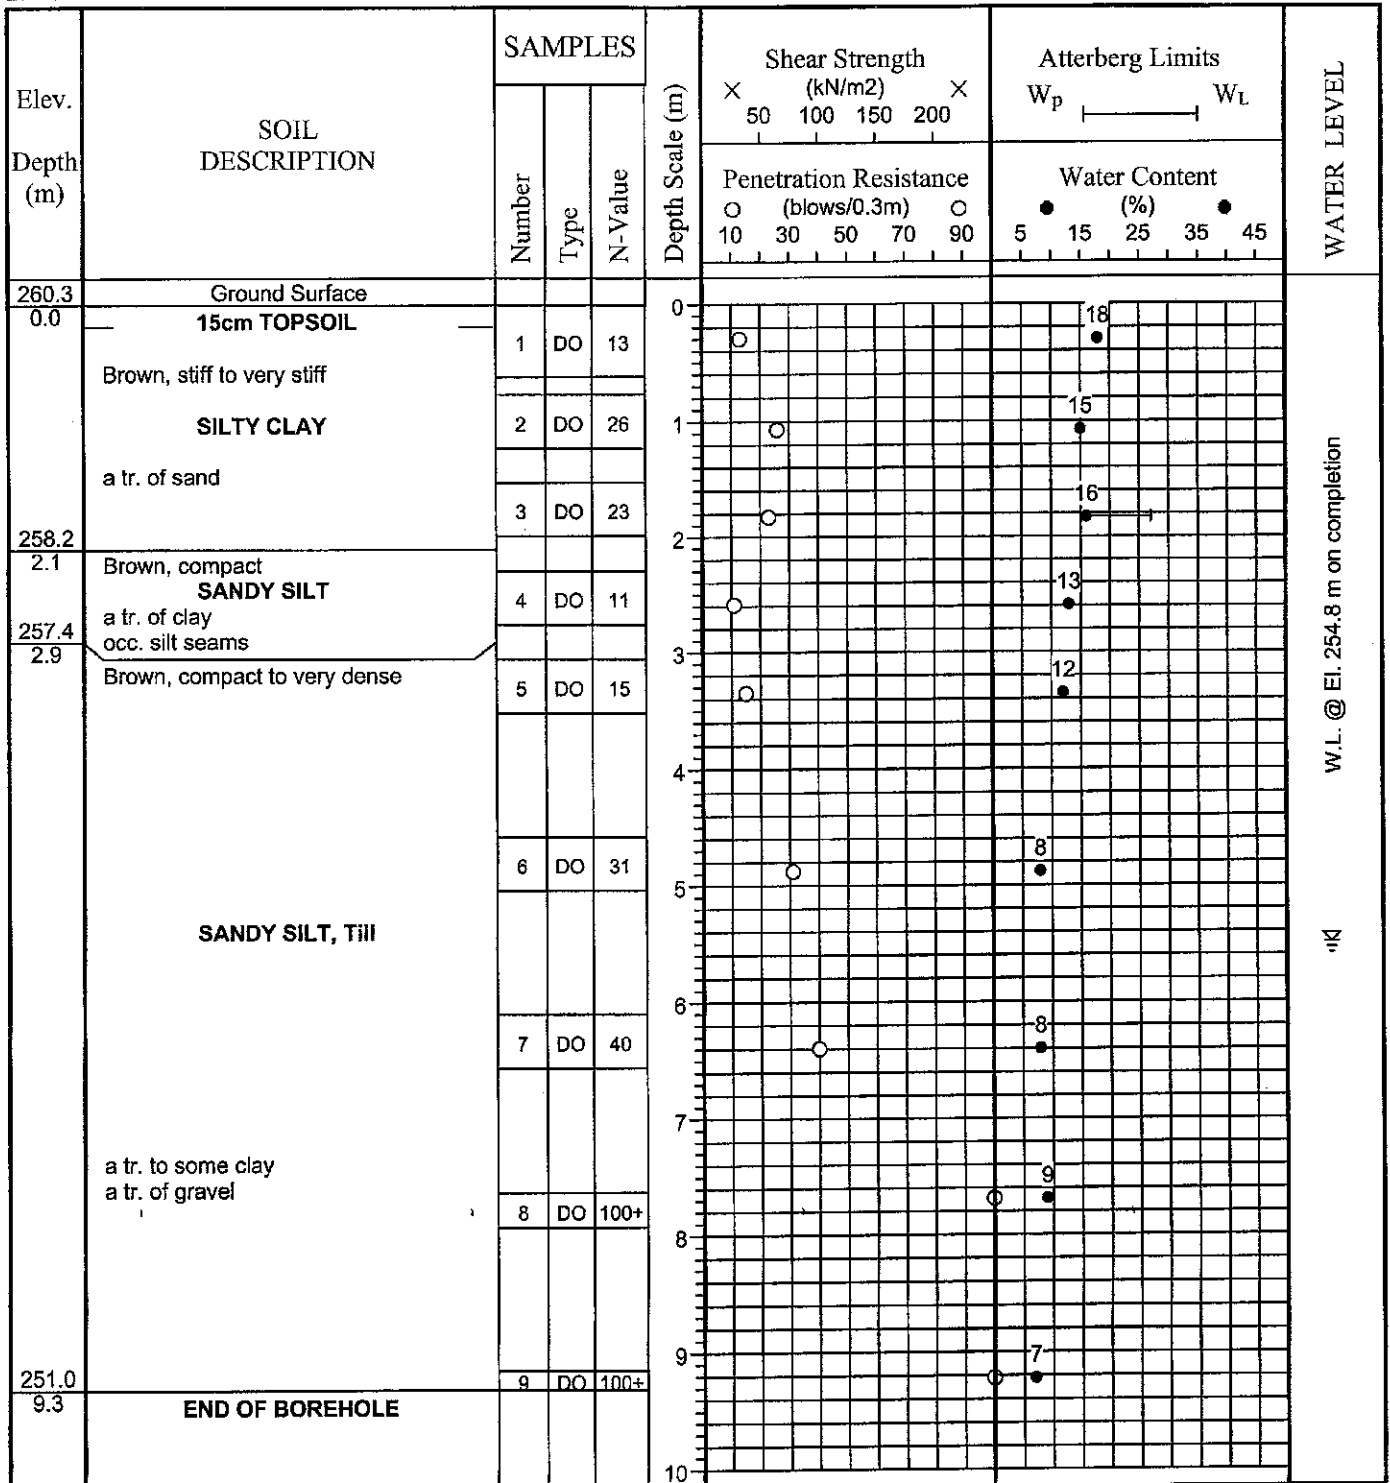 SAMPLES
Elev.
Depth
(m)
SOIL
DESCRIPTION
Number
Type
N-Value
Depth Scale (m)
Shear Strength
X (kN/m2) X
50 100 150 200
Penetration Resistance
O (blows/0.3m) O
10 30 50 70 90
Atterberg Limits
Wp WL
Water Content
● (%) ●
5 15 25 35 45
WATER LEVEL
260.3 Ground Surface
0.0 15cm TOPSOIL
0
18
1 DO 13
Brown, stiff to very stiff
15
SILTY CLAY
2 DO 26
1
a tr. of sand
16
3 DO 23
258.2
2
2.1 Brown, compact
SANDY SILT
13
4 DO 11
a tr. of clay
257.4 occ. silt seams
2.9
3
Brown, compact to very dense
12
5 DO 15
4
8
6 DO 31
5
SANDY SILT, Till
6
8
7 DO 40
7
a tr. to some clay
a tr. of gravel
9
8 DO 100+
8
9
7
251.0
9 DO 100+
9.3 END OF BOREHOLE
10
W.L. @ El. 254.8 m on completion